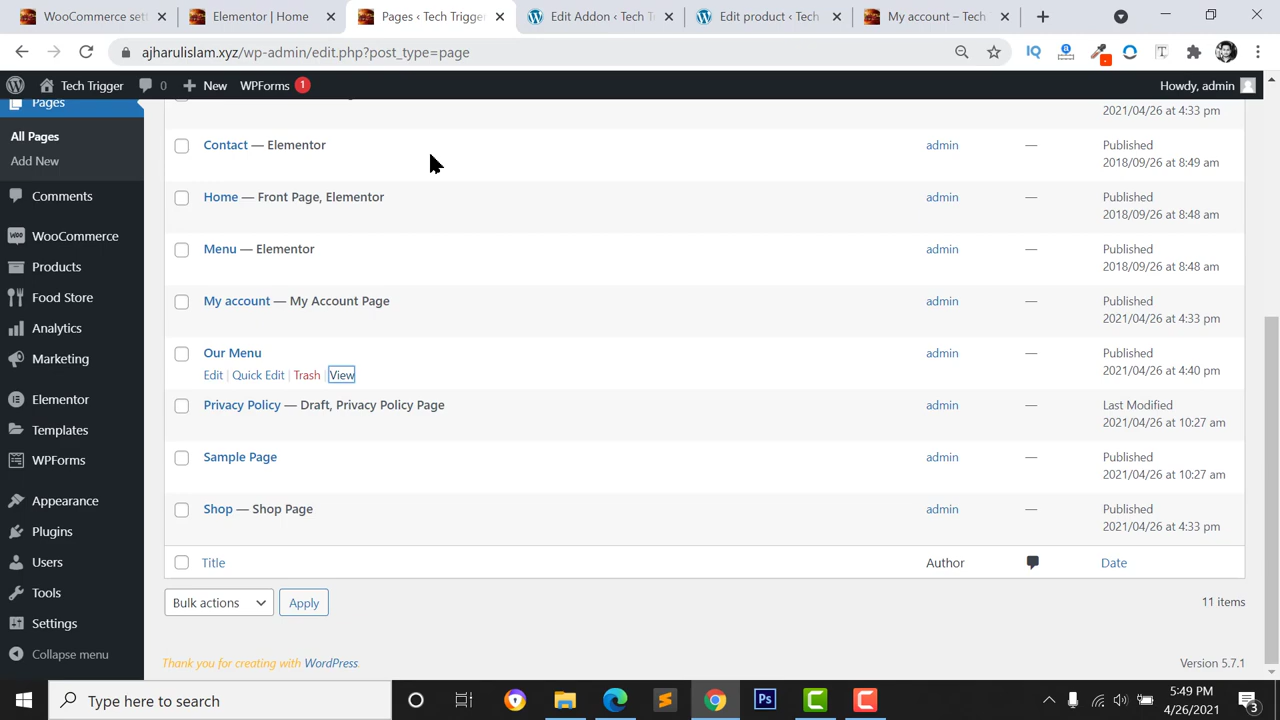 WooCommerce sett
Elementor | Home
Pages ‹ Tech Trigger
Edit Addon ‹ Tech T
Edit product ‹ Tech
My account – Tech
ajharulislam.xyz/wp-admin/edit.php?post_type=page
Tech Trigger
0
New
WPForms 1
Howdy, admin
Pages
All Pages
Add New
Comments
WooCommerce
Products
Food Store
Analytics
Marketing
Elementor
Templates
WPForms
Appearance
Plugins
Users
Tools
Settings
Collapse menu
2021/04/26 at 4:33 pm
Contact — Elementor
admin
—
Published
2018/09/26 at 8:49 am
Home — Front Page, Elementor
admin
—
Published
2018/09/26 at 8:48 am
Menu — Elementor
admin
—
Published
2018/09/26 at 8:48 am
My account — My Account Page
admin
—
Published
2021/04/26 at 4:33 pm
Our Menu
Edit | Quick Edit | Trash | View
admin
—
Published
2021/04/26 at 4:40 pm
Privacy Policy — Draft, Privacy Policy Page
admin
—
Last Modified
2021/04/26 at 10:27 am
Sample Page
admin
—
Published
2021/04/26 at 10:27 am
Shop — Shop Page
admin
—
Published
2021/04/26 at 4:33 pm
Title
Author
Date
Bulk actions
Apply
11 items
Thank you for creating with WordPress.
Version 5.7.1
Type here to search
Ps
5:49 PM
4/26/2021
3